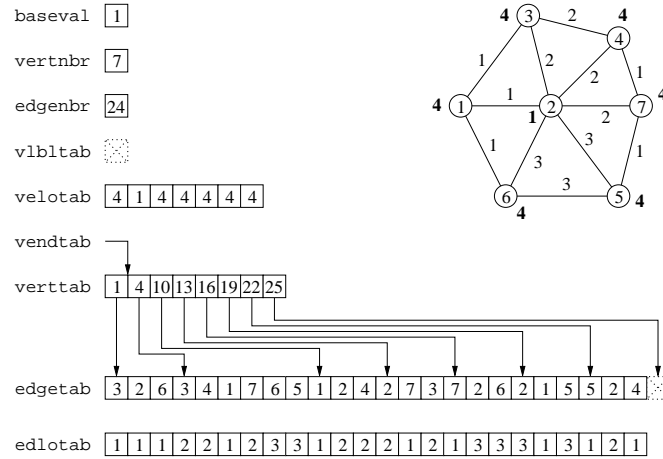 baseval 1
vertnbr 7
edgenbr 24
vlbltab
velotab 4 1 4 4 4 4 4
vendtab
verttab 1 4 10 13 16 19 22 25
edgetab 3 2 6 3 4 1 7 6 5 1 2 4 2 7 3 7 2 6 2 1 5 5 2 4
edlotab 1 1 1 2 2 1 2 3 3 1 2 2 2 1 2 1 3 3 3 1 3 1 2 1
4 3 2 4
4
1 2 2 1
4 1 1 2 2 7 4
1 3
1 3 3 1
6 4 5 4